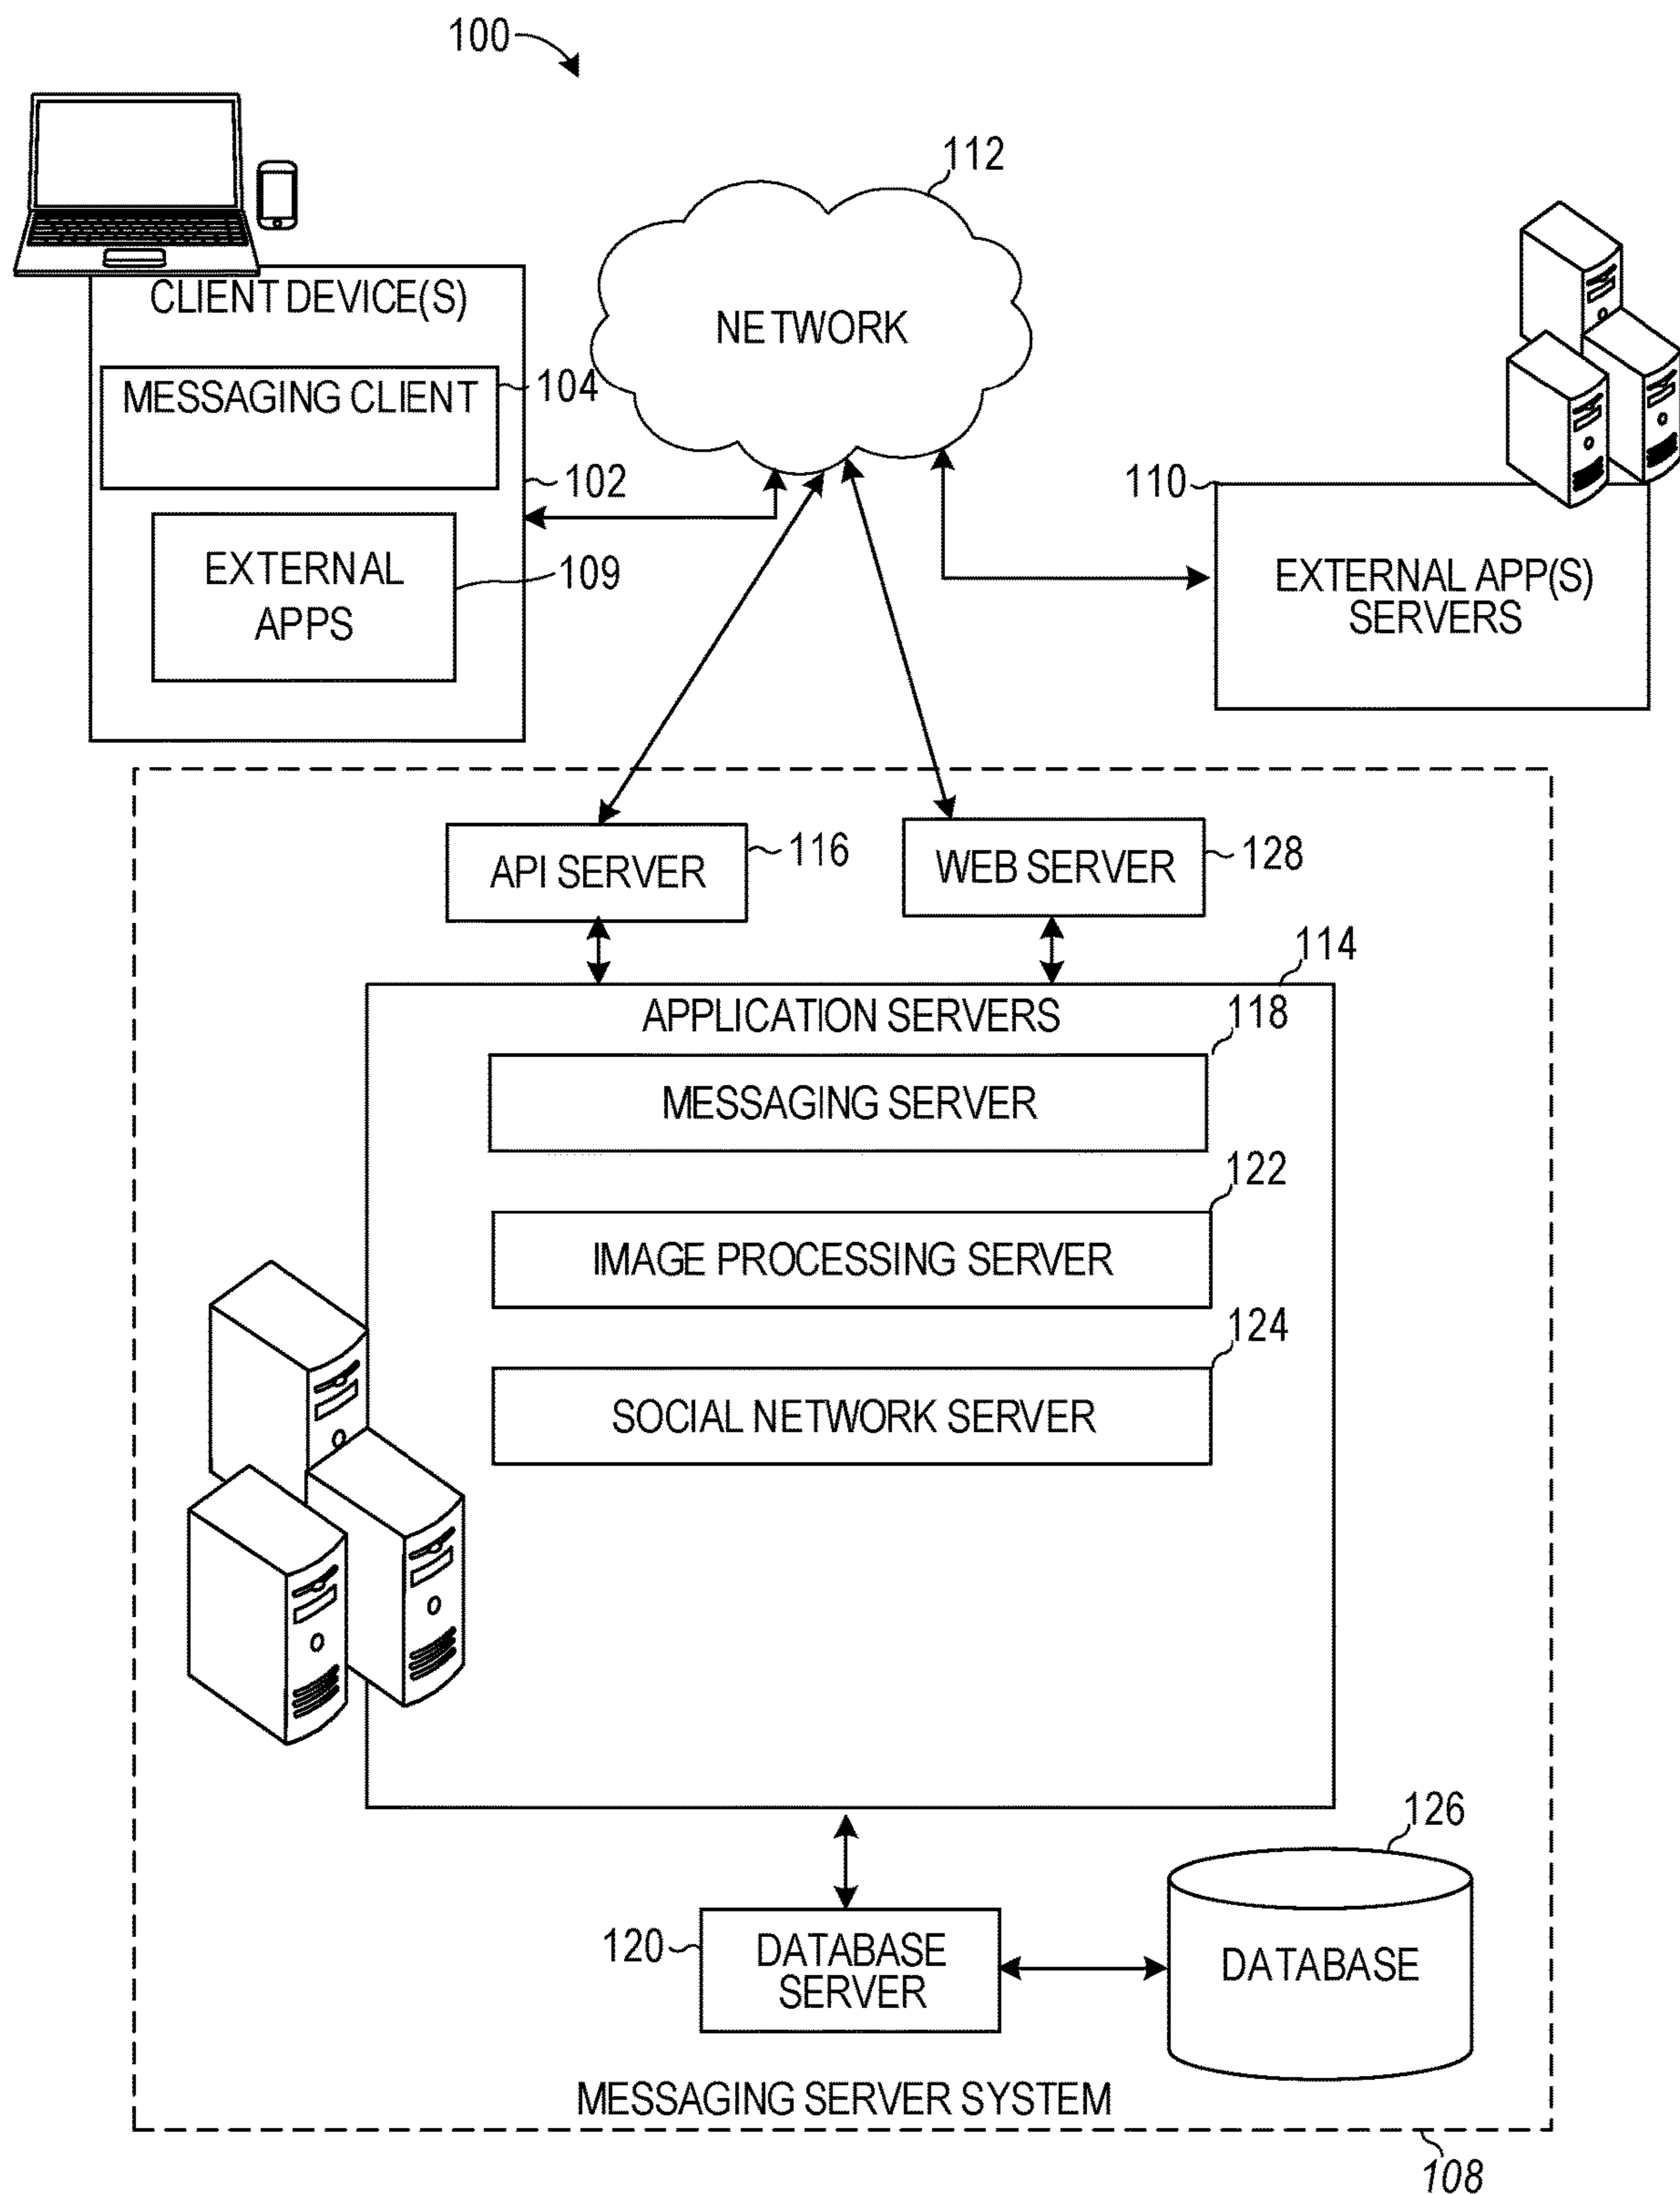 100
112
CLIENT DEVICE(S)
NETWORK
MESSAGING CLIENT
104
102
110
EXTERNAL
APPS
109
EXTERNAL APP(S)
SERVERS
API SERVER
116
WEB SERVER
128
114
APPLICATION SERVERS
118
MESSAGING SERVER
122
IMAGE PROCESSING SERVER
124
SOCIAL NETWORK SERVER
126
120
DATABASE
SERVER
DATABASE
MESSAGING SERVER SYSTEM
108